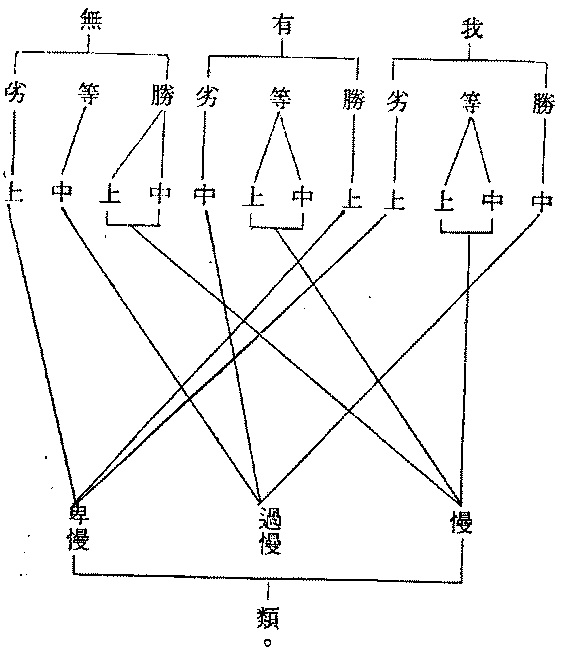 無 有 我
劣 等 勝 劣 等 勝 劣 等 勝
上 中 上 中 中 上 中 上 上 上 中 中
卑慢 過慢 慢
類。